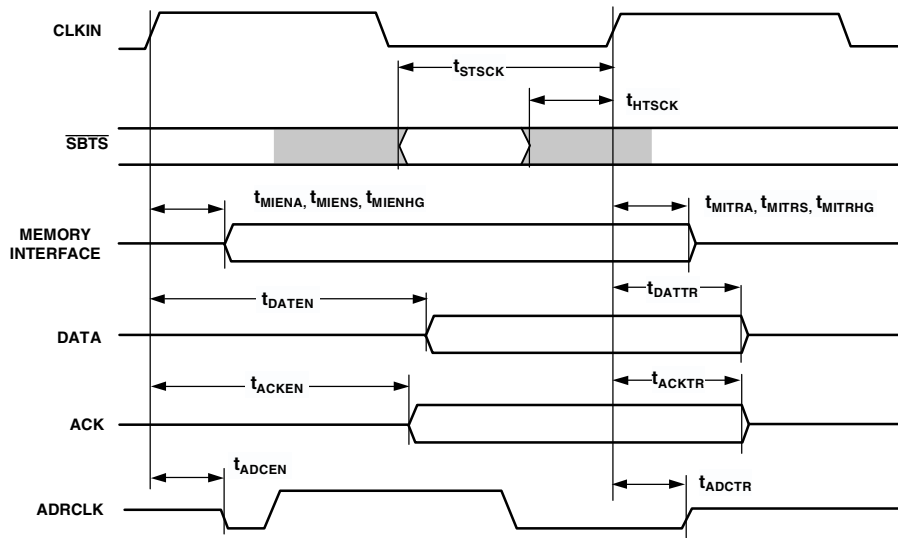 CLKIN
tSTSCK
tHTSCK
SBTS
tMIENA, tMIENS, tMIENHG
tMITRA, tMITRS, tMITRHG
MEMORY
INTERFACE
tDATEN
tDATTR
DATA
tACKEN
tACKTR
ACK
tADCEN
tADCTR
ADRCLK